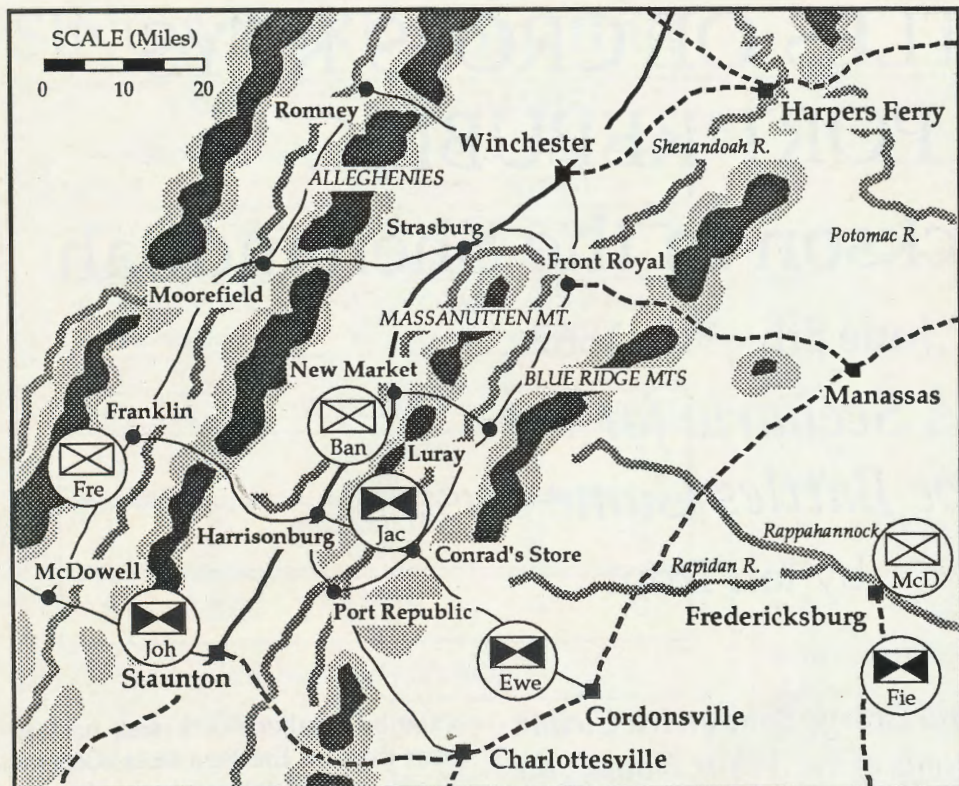 SCALE (Miles)
0 10 20
Romney
Harpers Ferry
Winchester
Shenandoah R.
ALLEGHENIES
Strasburg
Potomac R.
Front Royal
Moorefield
MASSANUTTEN MT.
New Market
BLUE RIDGE MTS
Manassas
Franklin
Ban
Luray
Fre
Jac
Harrisonburg
Conrad's Store
Rappahannock
McDowell
Rapidan R.
McD
Port Republic
Fredericksburg
Joh
Staunton
Ewe
Fie
Gordonsville
Charlottesville